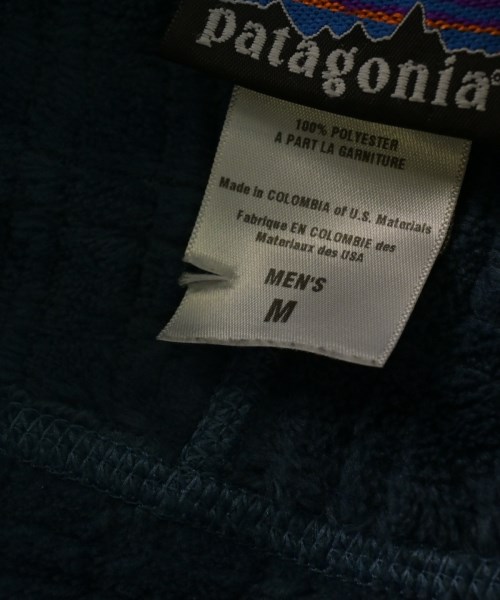 patagonia®
100% POLYESTER
A PART LA GARNITURE
Made in COLOMBIA of U.S. Materials
Fabrique EN COLOMBIE des
Materiaux des USA
MEN'S
M